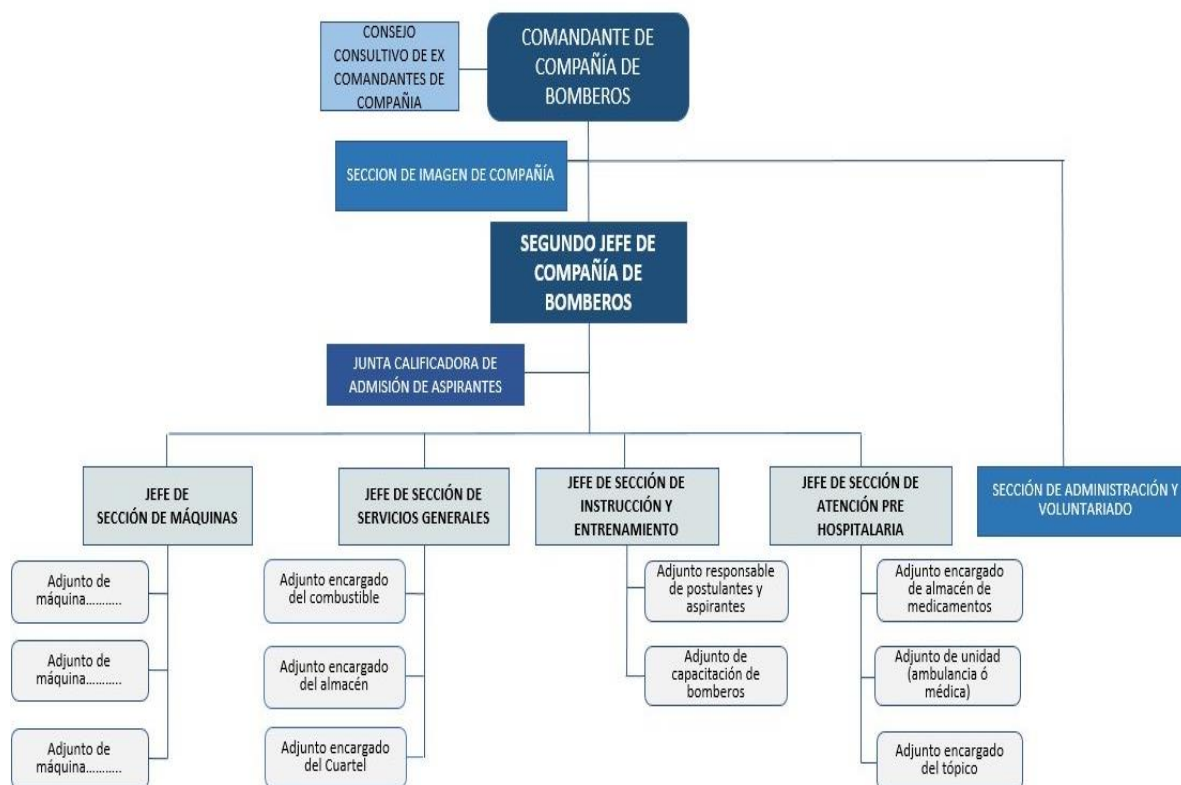 CONSEJO
CONSULTIVO DE EX
COMANDANTES DE
COMPAÑIA
COMANDANTE DE
COMPAÑÍA DE
BOMBEROS
SECCION DE IMAGEN DE COMPAÑÍA
SEGUNDO JEFE DE
COMPAÑÍA DE
BOMBEROS
JUNTA CALIFICADORA DE
ADMISIÓN DE ASPIRANTES
JEFE DE
SECCIÓN DE MÁQUINAS
JEFE DE SECCIÓN DE
SERVICIOS GENERALES
JEFE DE SECCIÓN DE
INSTRUCCIÓN Y
ENTRENAMIENTO
JEFE DE SECCIÓN DE
ATENCIÓN PRE
HOSPITALARIA
SECCIÓN DE ADMINISTRACIÓN Y
VOLUNTARIADO
Adjunto de
máquina...........
Adjunto de
máquina...........
Adjunto de
máquina...........
Adjunto encargado
del combustible
Adjunto encargado
del almacén
Adjunto encargado
del Cuartel
Adjunto responsable
de postulantes y
aspirantes
Adjunto de
capacitación de
bomberos
Adjunto encargado
de almacén de
medicamentos
Adjunto de unidad
(ambulancia ó
médica)
Adjunto encargado
del tópico